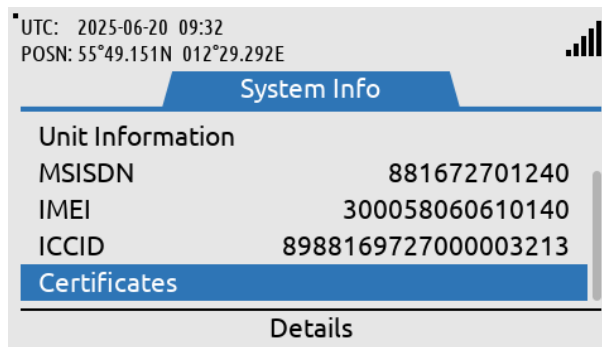 UTC: 2025-06-20 09:32
POSN: 55°49.151N 012°29.292E
System Info
Unit Information
MSISDN 881672701240
IMEI 300058060610140
ICCID 8988169727000003213
Certificates
Details